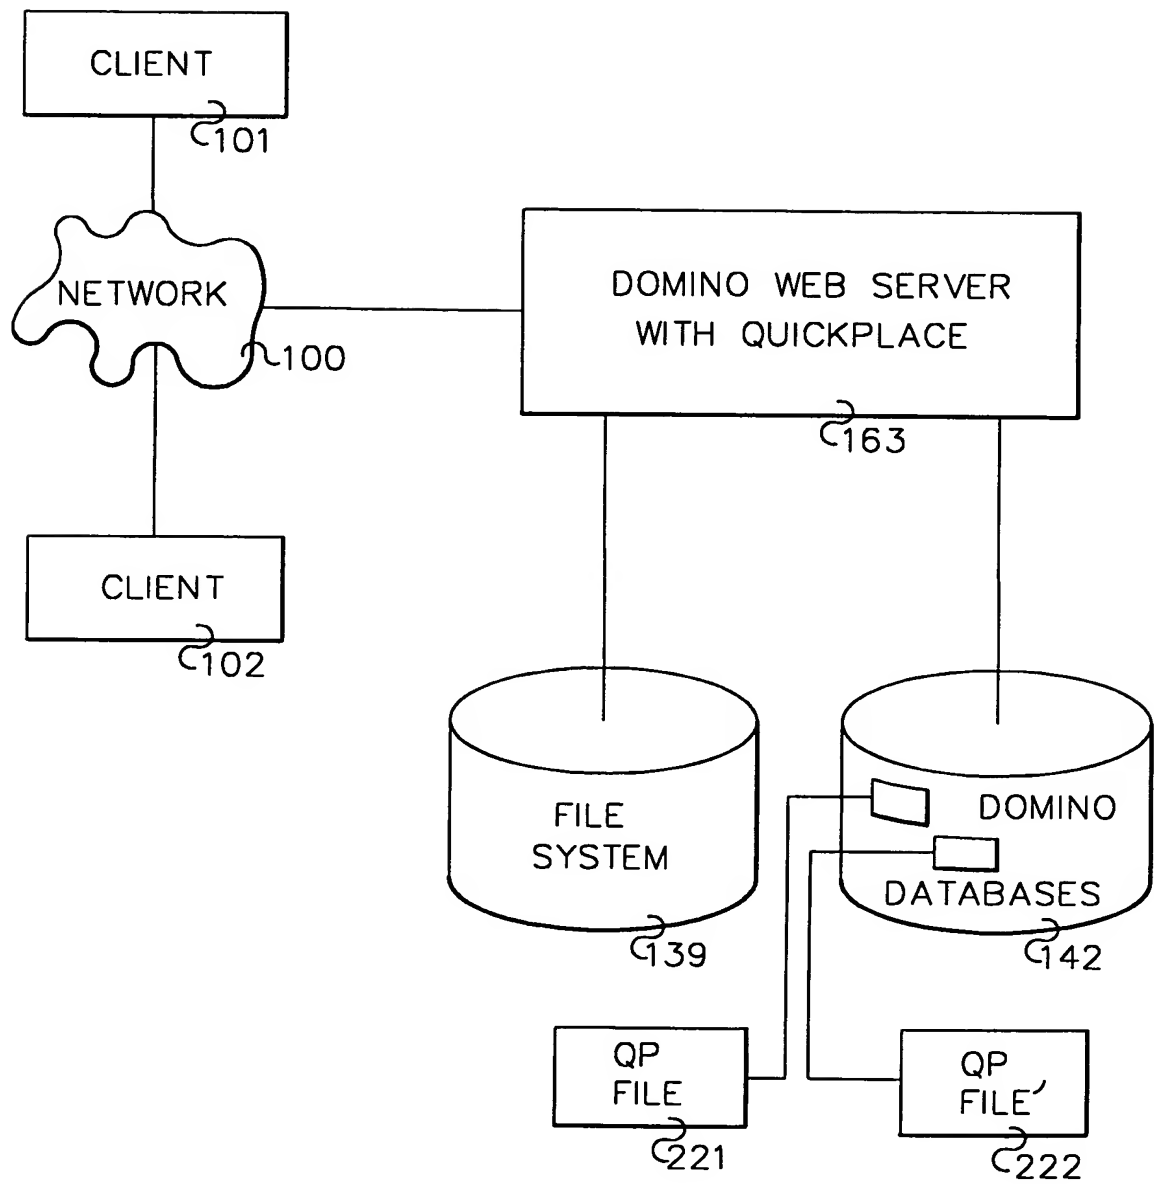 CLIENT
101
NETWORK
100
DOMINO WEB SERVER
WITH QUICKPLACE
163
CLIENT
102
FILE
SYSTEM
139
DOMINO
DATABASES
142
QP
FILE
221
QP
FILE′
222